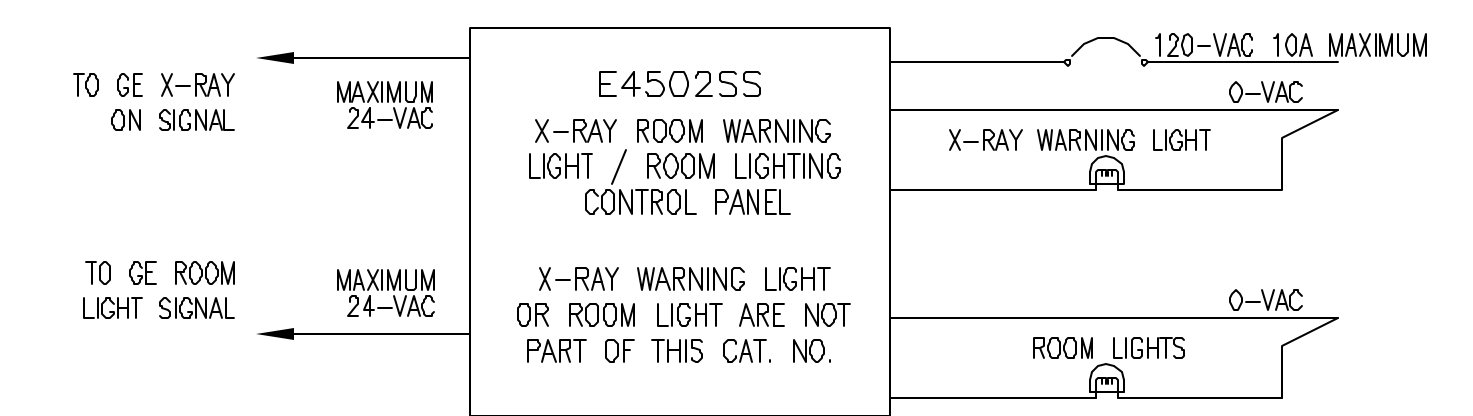 TO GE X-RAY
ON SIGNAL
MAXIMUM
24-VAC
TO GE ROOM
LIGHT SIGNAL
MAXIMUM
24-VAC
E4502SS
X-RAY ROOM WARNING
LIGHT / ROOM LIGHTING
CONTROL PANEL
X-RAY WARNING LIGHT
OR ROOM LIGHT ARE NOT
PART OF THIS CAT. NO.
120-VAC 10A MAXIMUM
0-VAC
X-RAY WARNING LIGHT
0-VAC
ROOM LIGHTS